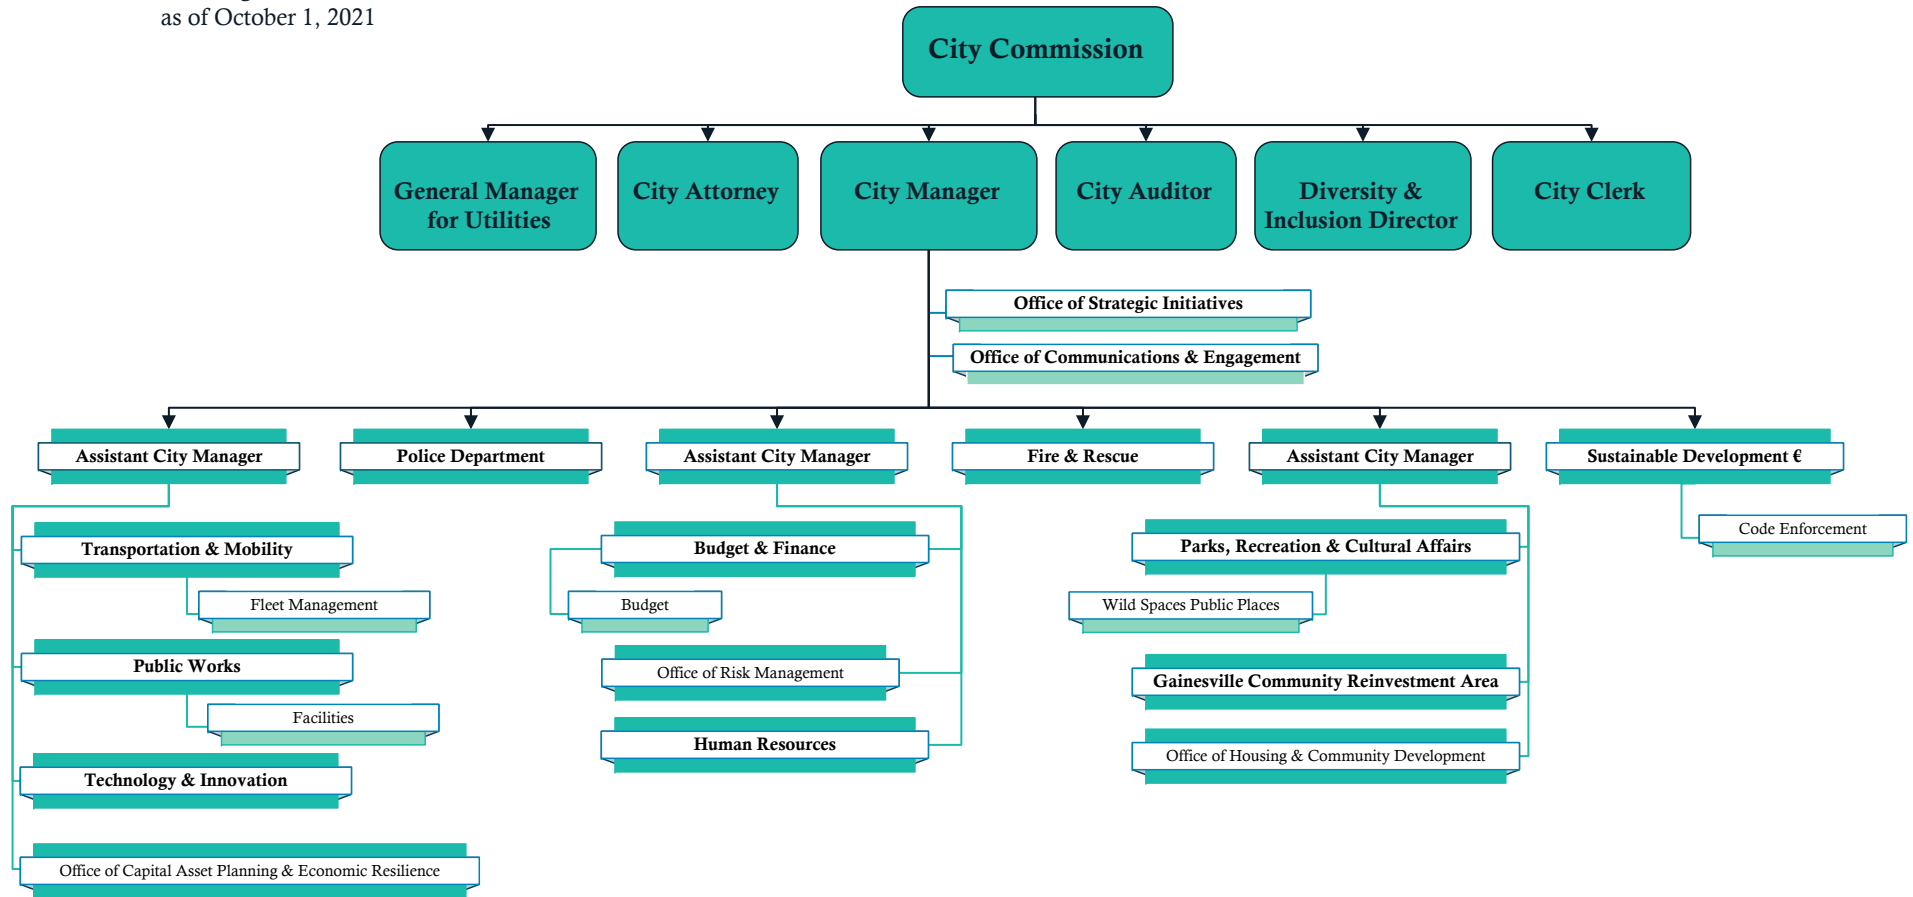 as of October 1, 2021
City Commission
General Manager
for Utilities
City Attorney
City Manager
City Auditor
Diversity &
Inclusion Director
City Clerk
Office of Strategic Initiatives
Office of Communications & Engagement
Assistant City Manager
Police Department
Assistant City Manager
Fire & Rescue
Assistant City Manager
Sustainable Development €
Transportation & Mobility
Fleet Management
Public Works
Facilities
Technology & Innovation
Office of Capital Asset Planning & Economic Resilience
Budget & Finance
Budget
Office of Risk Management
Human Resources
Parks, Recreation & Cultural Affairs
Wild Spaces Public Places
Gainesville Community Reinvestment Area
Office of Housing & Community Development
Code Enforcement